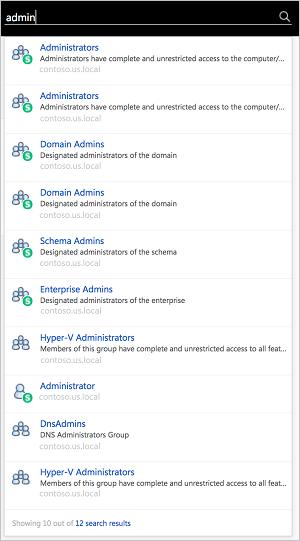 admin
Administrators
Administrators have complete and unrestricted access to the computer/...
contoso.us.local
Administrators
Administrators have complete and unrestricted access to the computer/...
contoso.us.local
Domain Admins
Designated administrators of the domain
contoso.us.local
Domain Admins
Designated administrators of the domain
contoso.us.local
Schema Admins
Designated administrators of the schema
contoso.us.local
Enterprise Admins
Designated administrators of the enterprise
contoso.us.local
Hyper-V Administrators
Members of this group have complete and unrestricted access to all feat...
contoso.us.local
Administrator
contoso.us.local
DnsAdmins
DNS Administrators Group
contoso.us.local
Hyper-V Administrators
Members of this group have complete and unrestricted access to all feat...
contoso.us.local
Showing 10 out of 12 search results